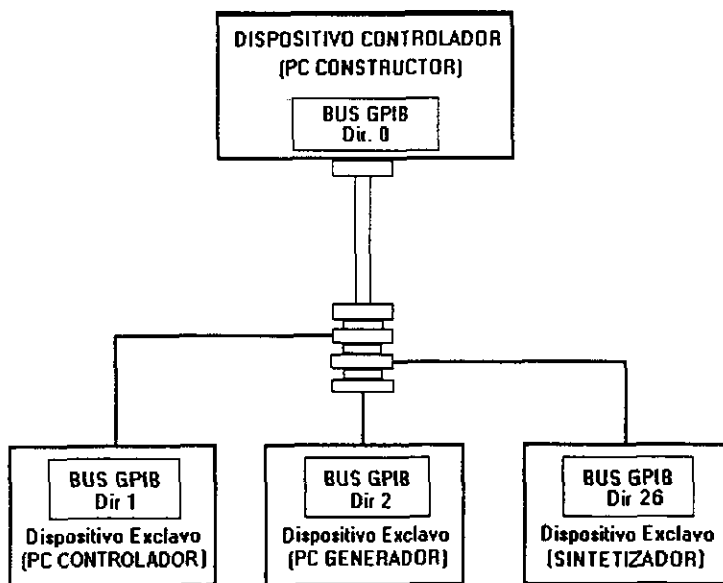 DISPOSITIVO CONTROLADOR
(PC CONSTRUCTOR)
BUS GPIB
Dir. 0
BUS GPIB
Dir 1
Dispositivo Exclavo
(PC CONTROLADOR)
BUS GPIB
Dir 2
Dispositivo Exclavo
(PC GENERADOR)
BUS GPIB
Dir 26
Dispositivo Exclavo
(SINTETIZADOR)